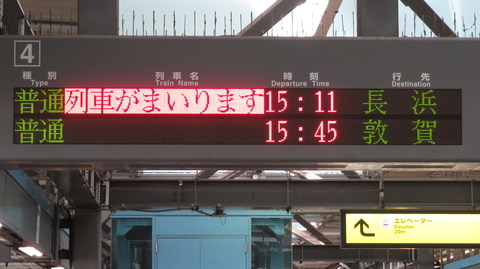 4
種別 列車名 時刻 行先
Type Train Name Departure Time Destination
普通 列車がまいります 15:11 長浜
普通 15:45 敦賀
エレベーター
Elevator
20m